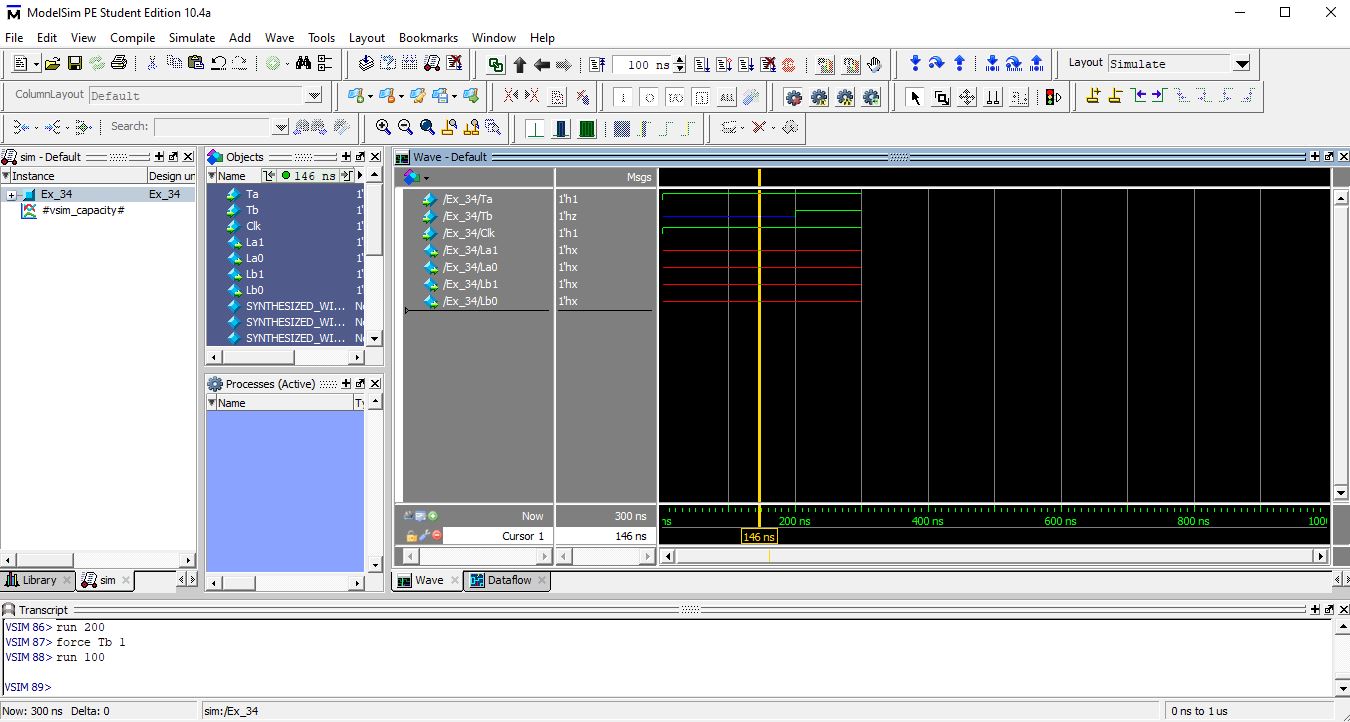 ModelSim PE Student Edition 10.4a
File Edit View Compile Simulate Add Wave Tools Layout Bookmarks Window Help
100 ns
Layout Simulate
ColumnLayout Default
Search:
sim - Default
Instance Design un
Ex_34 Ex_34
#vsim_capacity#
Objects
Name 146 ns
Ta 1'
Tb 1'
Clk 1'
La1 1'
La0 1'
Lb1 1'
Lb0 1'
SYNTHESIZED_WI... Ne
SYNTHESIZED_WI... Ne
SYNTHESIZED_WI... Ne
Processes (Active)
Name Ty
Wave - Default
Msgs
/Ex_34/Ta 1'h1
/Ex_34/Tb 1'hz
/Ex_34/Clk 1'h1
/Ex_34/La1 1'hx
/Ex_34/La0 1'hx
/Ex_34/Lb1 1'hx
/Ex_34/Lb0 1'hx
Now 300 ns
Cursor 1 146 ns
ns 200 ns 400 ns 600 ns 800 ns 1000
146 ns
Library sim
Wave Dataflow
Transcript
VSIM 86> run 200
VSIM 87> force Tb 1
VSIM 88> run 100
VSIM 89>
Now: 300 ns Delta: 0 sim:/Ex_34 0 ns to 1 us